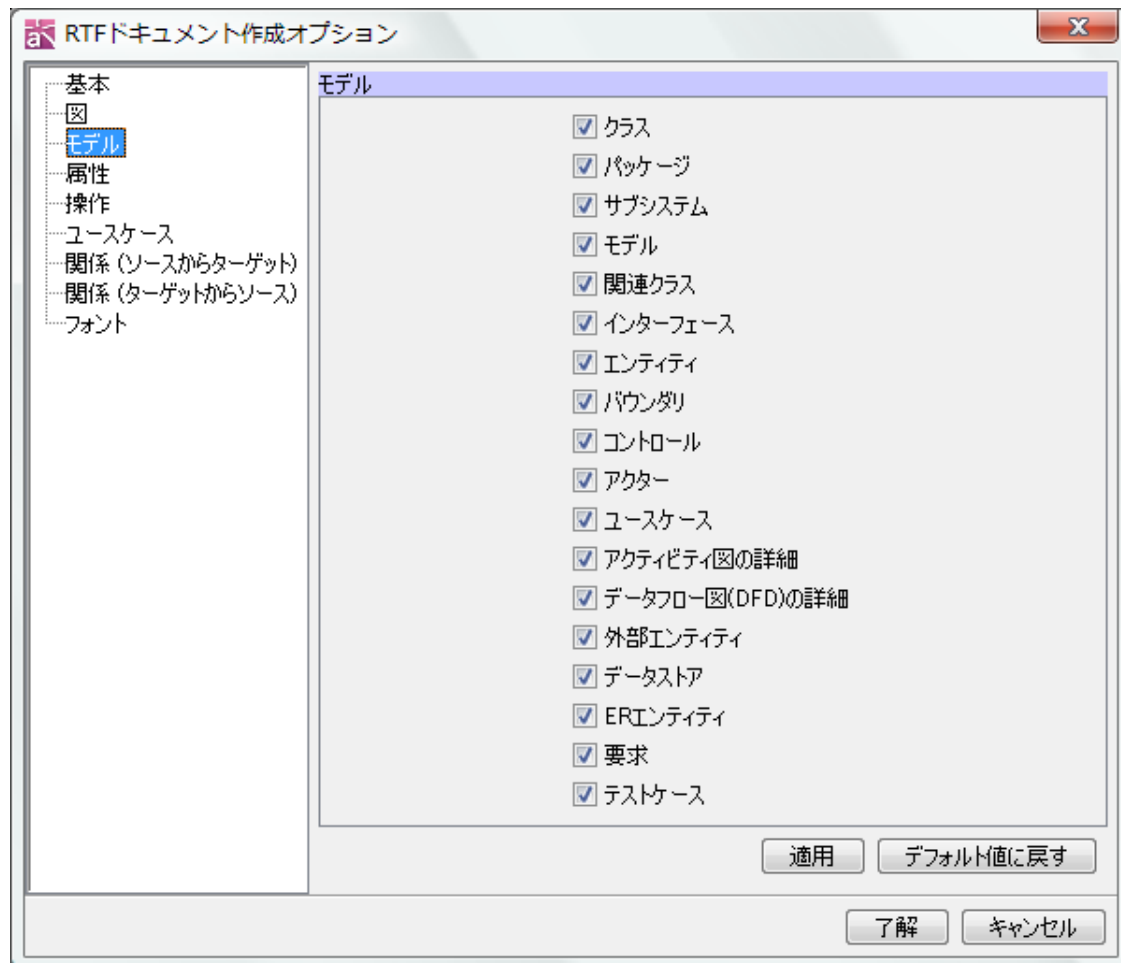 RTFドキュメント作成オプション
基本
図
モデル
属性
操作
ユースケース
関係 (ソースからターゲット)
関係 (ターゲットからソース)
フォント
モデル
クラス
パッケージ
サブシステム
モデル
関連クラス
インターフェース
エンティティ
バウンダリ
コントロール
アクター
ユースケース
アクティビティ図の詳細
データフロー図(DFD)の詳細
外部エンティティ
データストア
ERエンティティ
要求
テストケース
適用 デフォルト値に戻す
了解 キャンセル